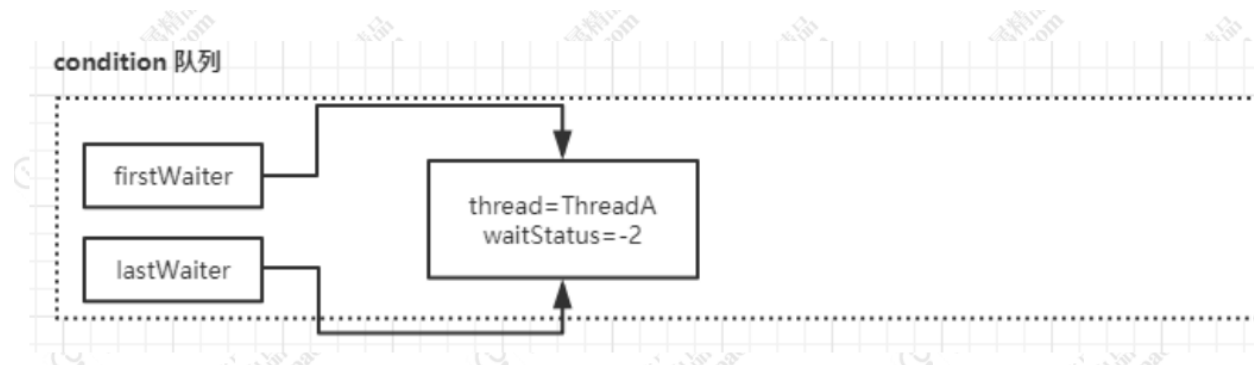 condition 队列
firstWaiter
thread=ThreadA
waitStatus=-2
lastWaiter